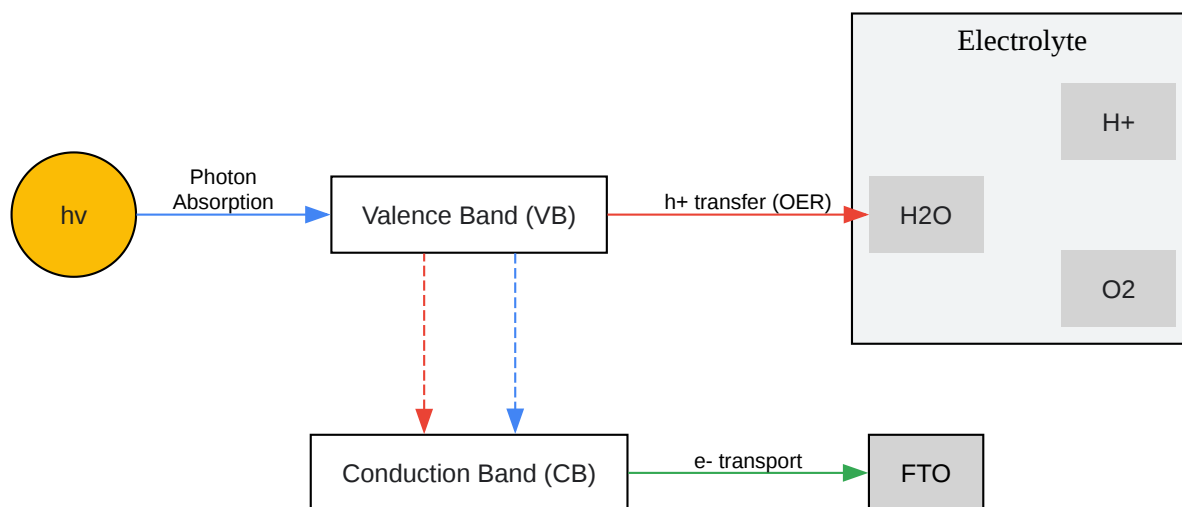 Electrolyte
H+
Photon
Absorption
hv
Valence Band (VB)
h+ transfer (OER)
H2O
O2
Conduction Band (CB)
e- transport
FTO